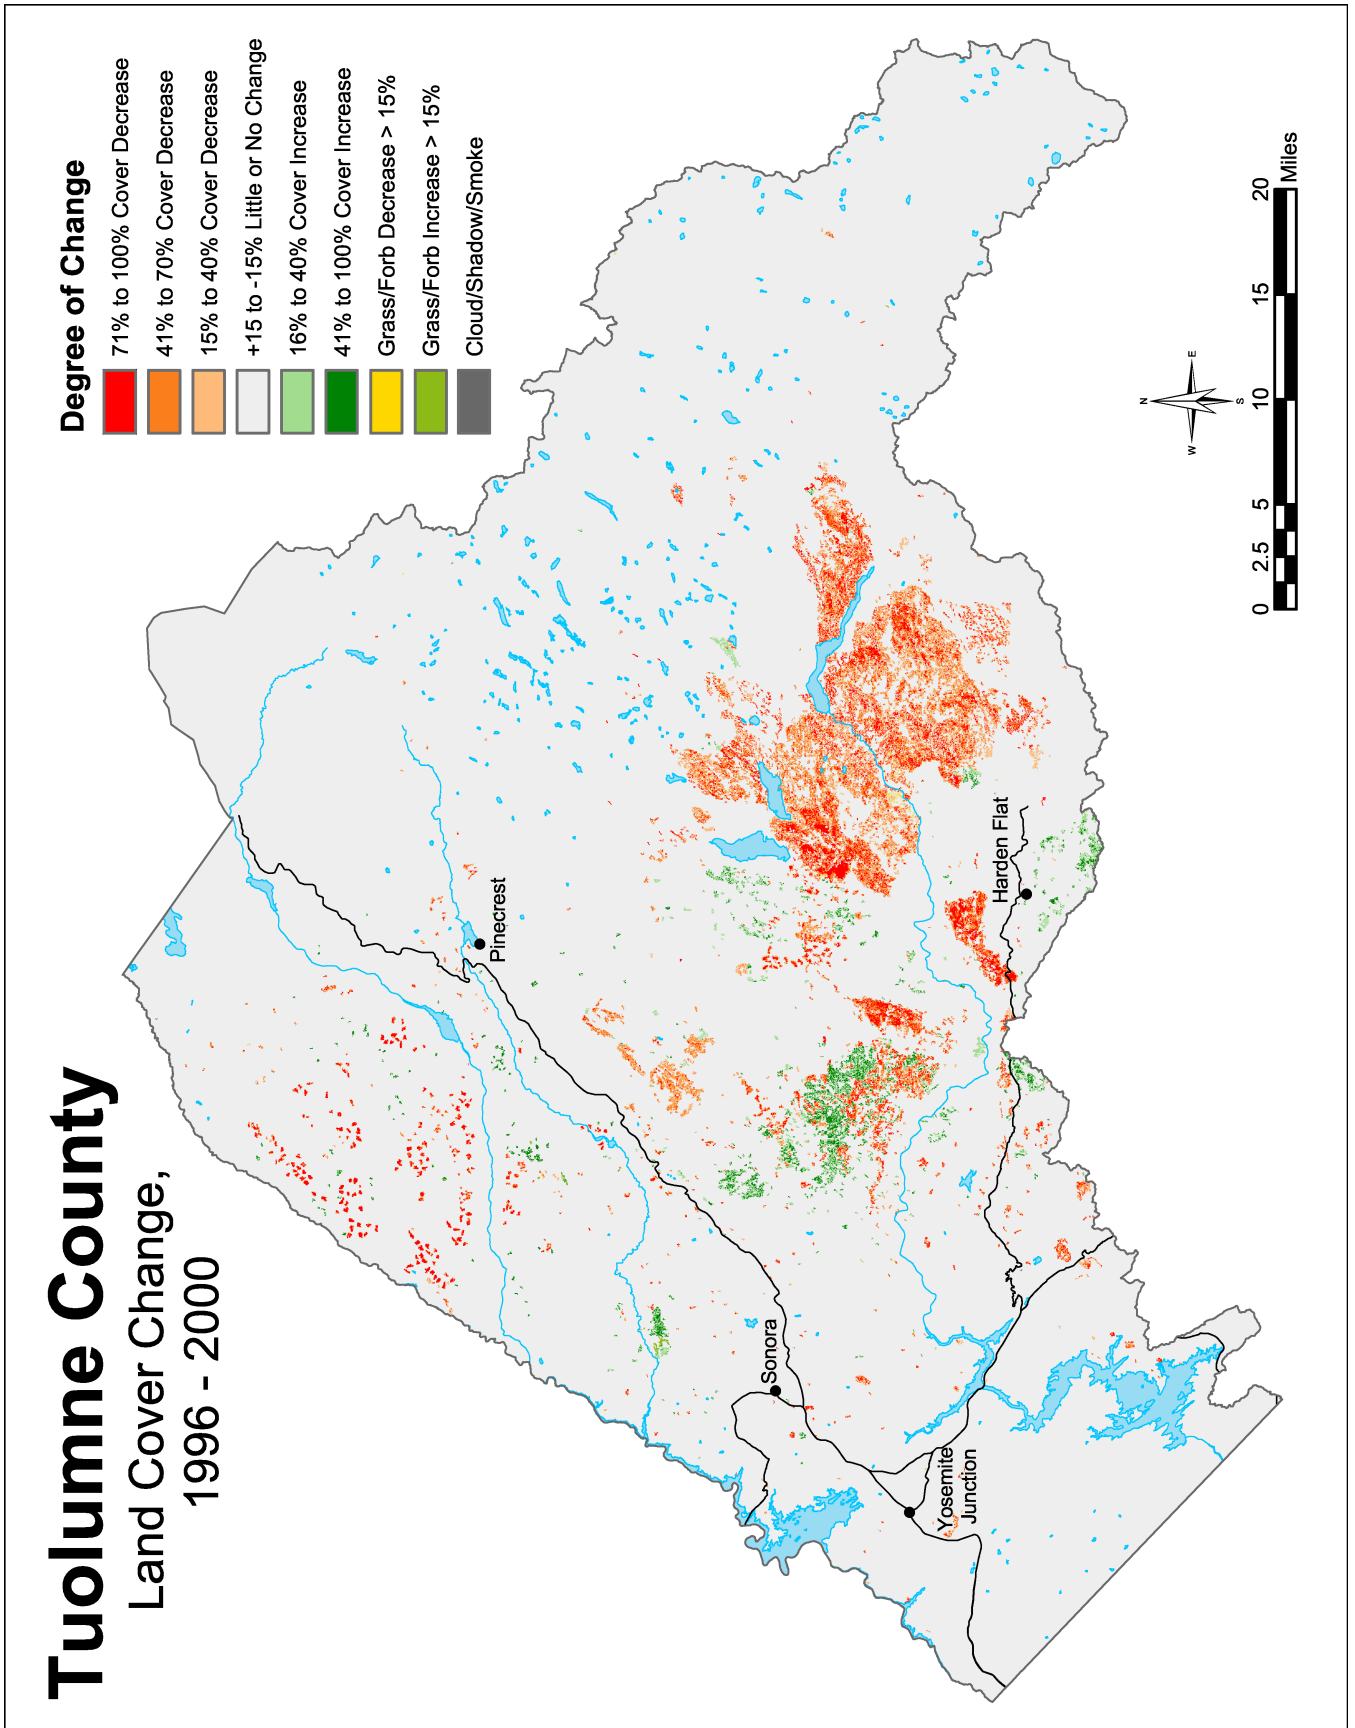 Tuolumne County
Land Cover Change,
1996 - 2000
Degree of Change
71% to 100% Cover Decrease
41% to 70% Cover Decrease
15% to 40% Cover Decrease
+15 to -15% Little or No Change
16% to 40% Cover Increase
41% to 100% Cover Increase
Grass/Forb Decrease > 15%
Grass/Forb Increase > 15%
Cloud/Shadow/Smoke
Pinecrest
Sonora
Harden Flat
Yosemite
Junction
N
W
E
S
0
2.5
5
10
15
20
Miles